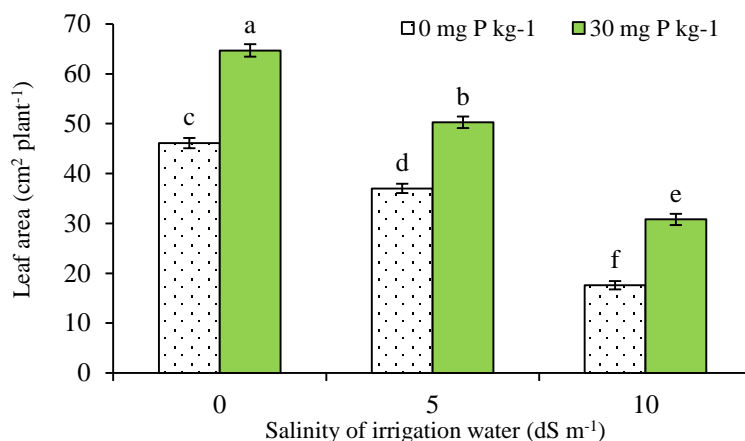 70
60
50
40
30
20
10
0
Leaf area (cm² plant⁻¹)
0 mg P kg-1 30 mg P kg-1
a
b
c
d
e
f
0 5 10
Salinity of irrigation water (dS m⁻¹)